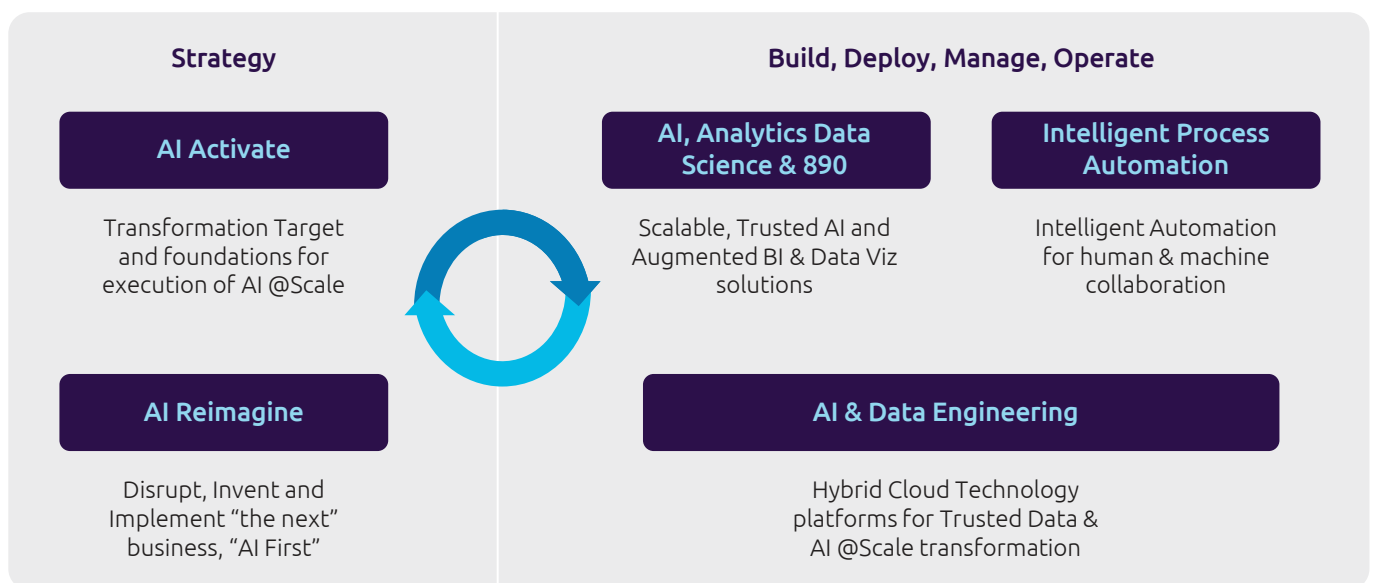 Strategy
AI Activate
Transformation Target
and foundations for
execution of AI @Scale
AI Reimagine
Disrupt, Invent and
Implement “the next”
business, “AI First”
Build, Deploy, Manage, Operate
AI, Analytics Data
Science & 890
Scalable, Trusted AI and
Augmented BI & Data Viz
solutions
Intelligent Process
Automation
Intelligent Automation
for human & machine
collaboration
AI & Data Engineering
Hybrid Cloud Technology
platforms for Trusted Data &
AI @Scale transformation